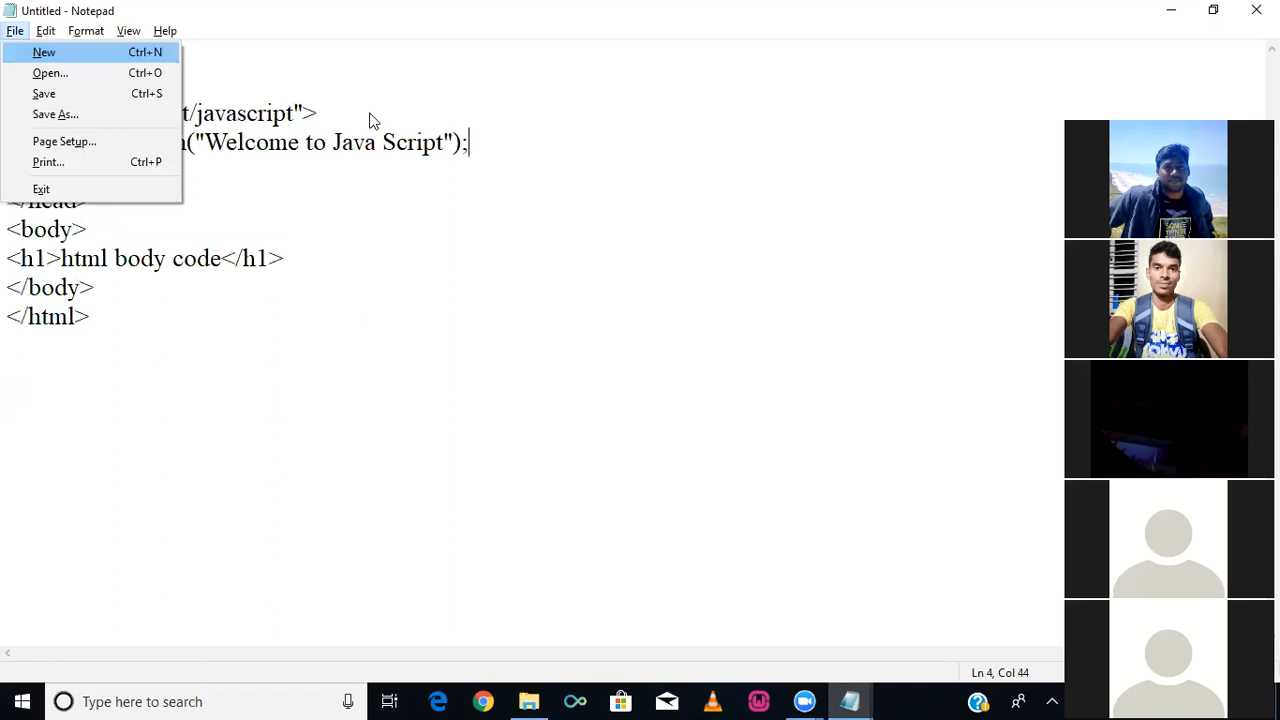 Untitled - Notepad
File Edit Format View Help
New Ctrl+N
Open... Ctrl+O
Save Ctrl+S
Save As...
Page Setup...
Print... Ctrl+P
Exit
t/javascript">
("Welcome to Java Script");
</head>
<body>
<h1>html body code</h1>
</body>
</html>
SOME
Ln 4, Col 44
Type here to search